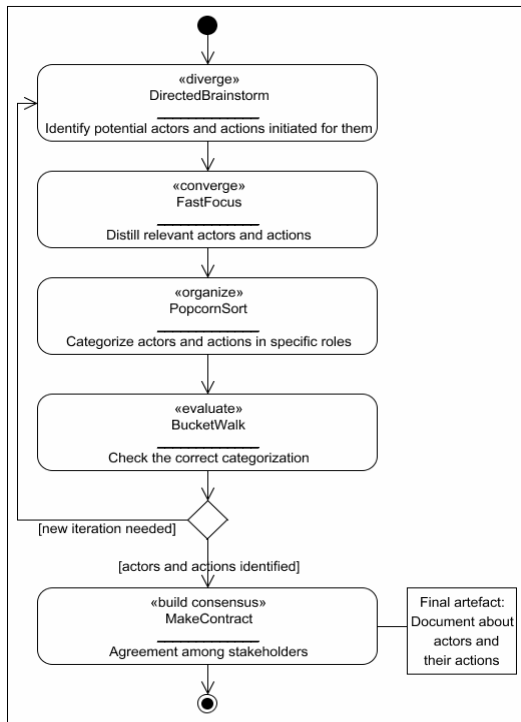 «diverge»
DirectedBrainstorm
Identify potential actors and actions initiated for them
«converge»
FastFocus
Distill relevant actors and actions
«organize»
PopcornSort
Categorize actors and actions in specific roles
«evaluate»
BucketWalk
Check the correct categorization
[new iteration needed]
[actors and actions identified]
«build consensus»
MakeContract
Agreement among stakeholders
Final artefact:
Document about
actors and
their actions